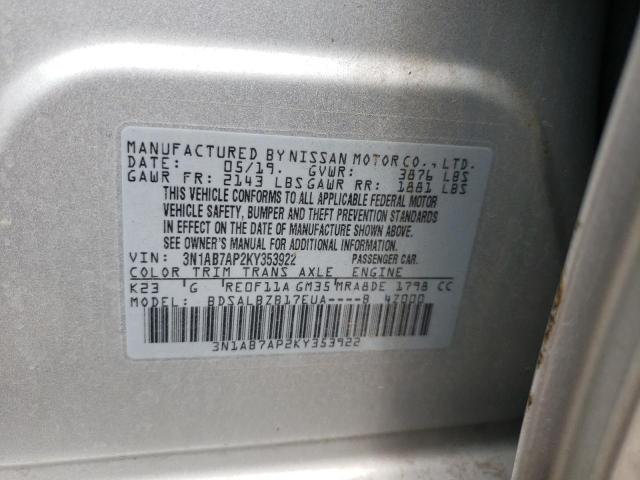 MANUFACTURED BY NISSAN MOTOR CO., LTD.
DATE: 05/19. GVWR: 3876 LBS
GAWR FR: 2143 LBS GAWR RR: 1881 LBS
THIS VEHICLE CONFORMS TO ALL APPLICABLE FEDERAL MOTOR
VEHICLE SAFETY, BUMPER AND THEFT PREVENTION STANDARDS
IN EFFECT ON THE DATE OF MANUFACTURE SHOWN ABOVE.
SEE OWNER'S MANUAL FOR ADDITIONAL INFORMATION
VIN: 3N1AB7AP2KY353922 PASSENGER CAR.
COLOR TRIM TRANS AXLE ENGINE
K23 G RE0F11A GM35 MRA8DE 1798 CC
MODEL: BDSALBZB17EUA----B 47000
3N1AB7AP2KY353922